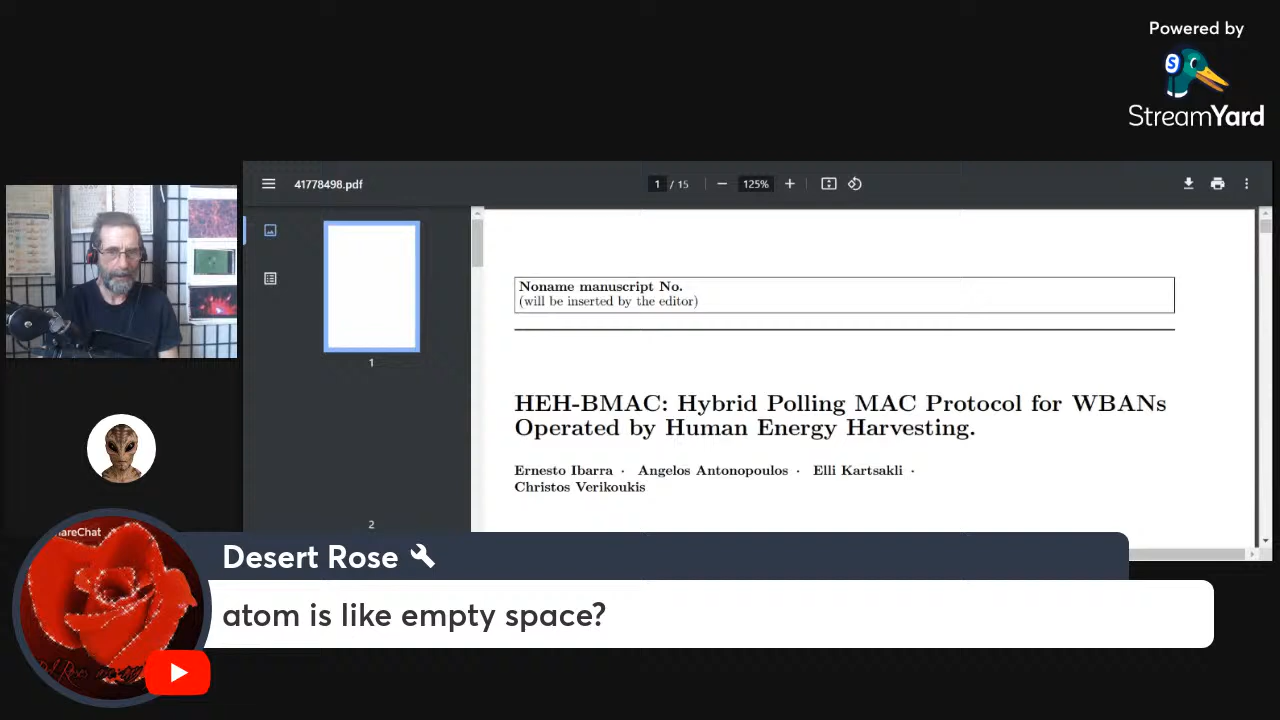 Powered by
StreamYard
41778498.pdf
1 / 15
125%
Noname manuscript No.
(will be inserted by the editor)
HEH-BMAC: Hybrid Polling MAC Protocol for WBANs
Operated by Human Energy Harvesting.
Ernesto Ibarra · Angelos Antonopoulos · Elli Kartsakli ·
Christos Verikoukis
1
2
Desert Rose
atom is like empty space?